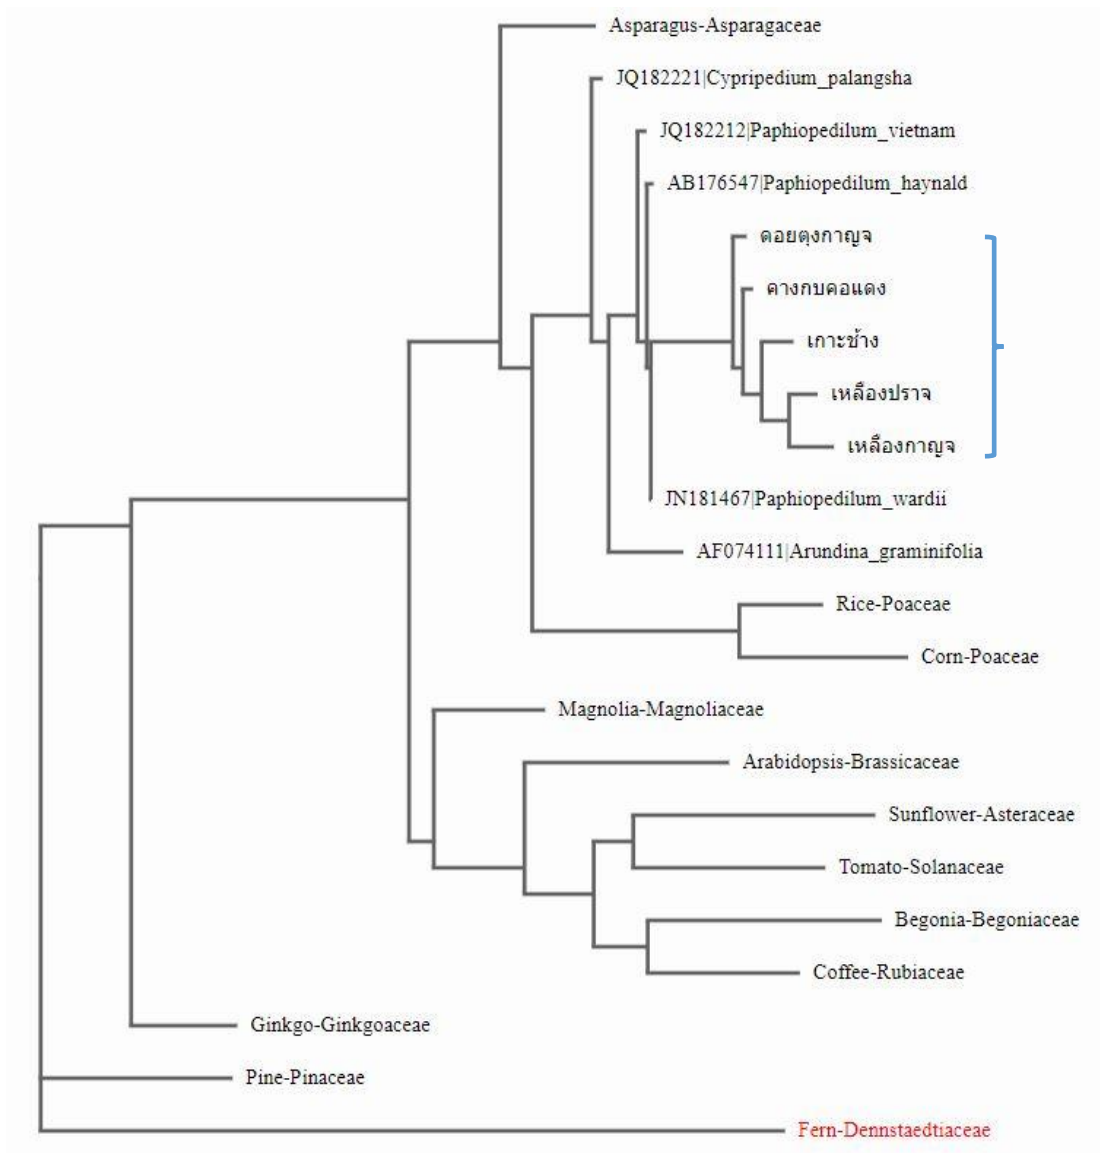 Asparagus-Asparagaceae
JQ182221|Cypripedium_palangsha
JQ182212|Paphiopedilum_vietnam
AB176547|Paphiopedilum_haynald
ดอยตุงกาญจ
คางกบคอแดง
เกาะช้าง
เหลืองปราจ
เหลืองกาญจ
JN181467|Paphiopedilum_wardii
AF074111|Arundina_graminifolia
Rice-Poaceae
Corn-Poaceae
Magnolia-Magnoliaceae
Arabidopsis-Brassicaceae
Sunflower-Asteraceae
Tomato-Solanaceae
Begonia-Begoniaceae
Coffee-Rubiaceae
Ginkgo-Ginkgoaceae
Pine-Pinaceae
Fern-Dennstaedtiaceae